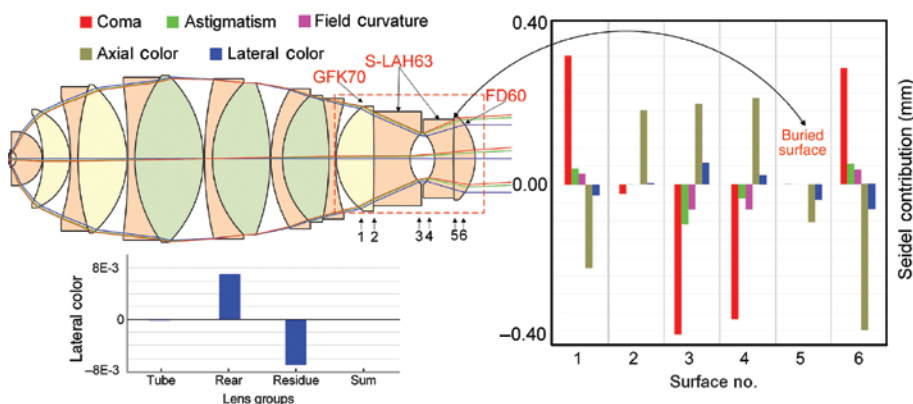 Coma Astigmatism Field curvature
Axial color Lateral color
S-LAH63
GFK70
FD60
1 2 3 4 5 6
8E-3
0
–8E-3
Lateral color
Tube Rear Residue Sum
Lens groups
0.40
0.00
–0.40
Buried
surface
Seidel contribution (mm)
1 2 3 4 5 6
Surface no.